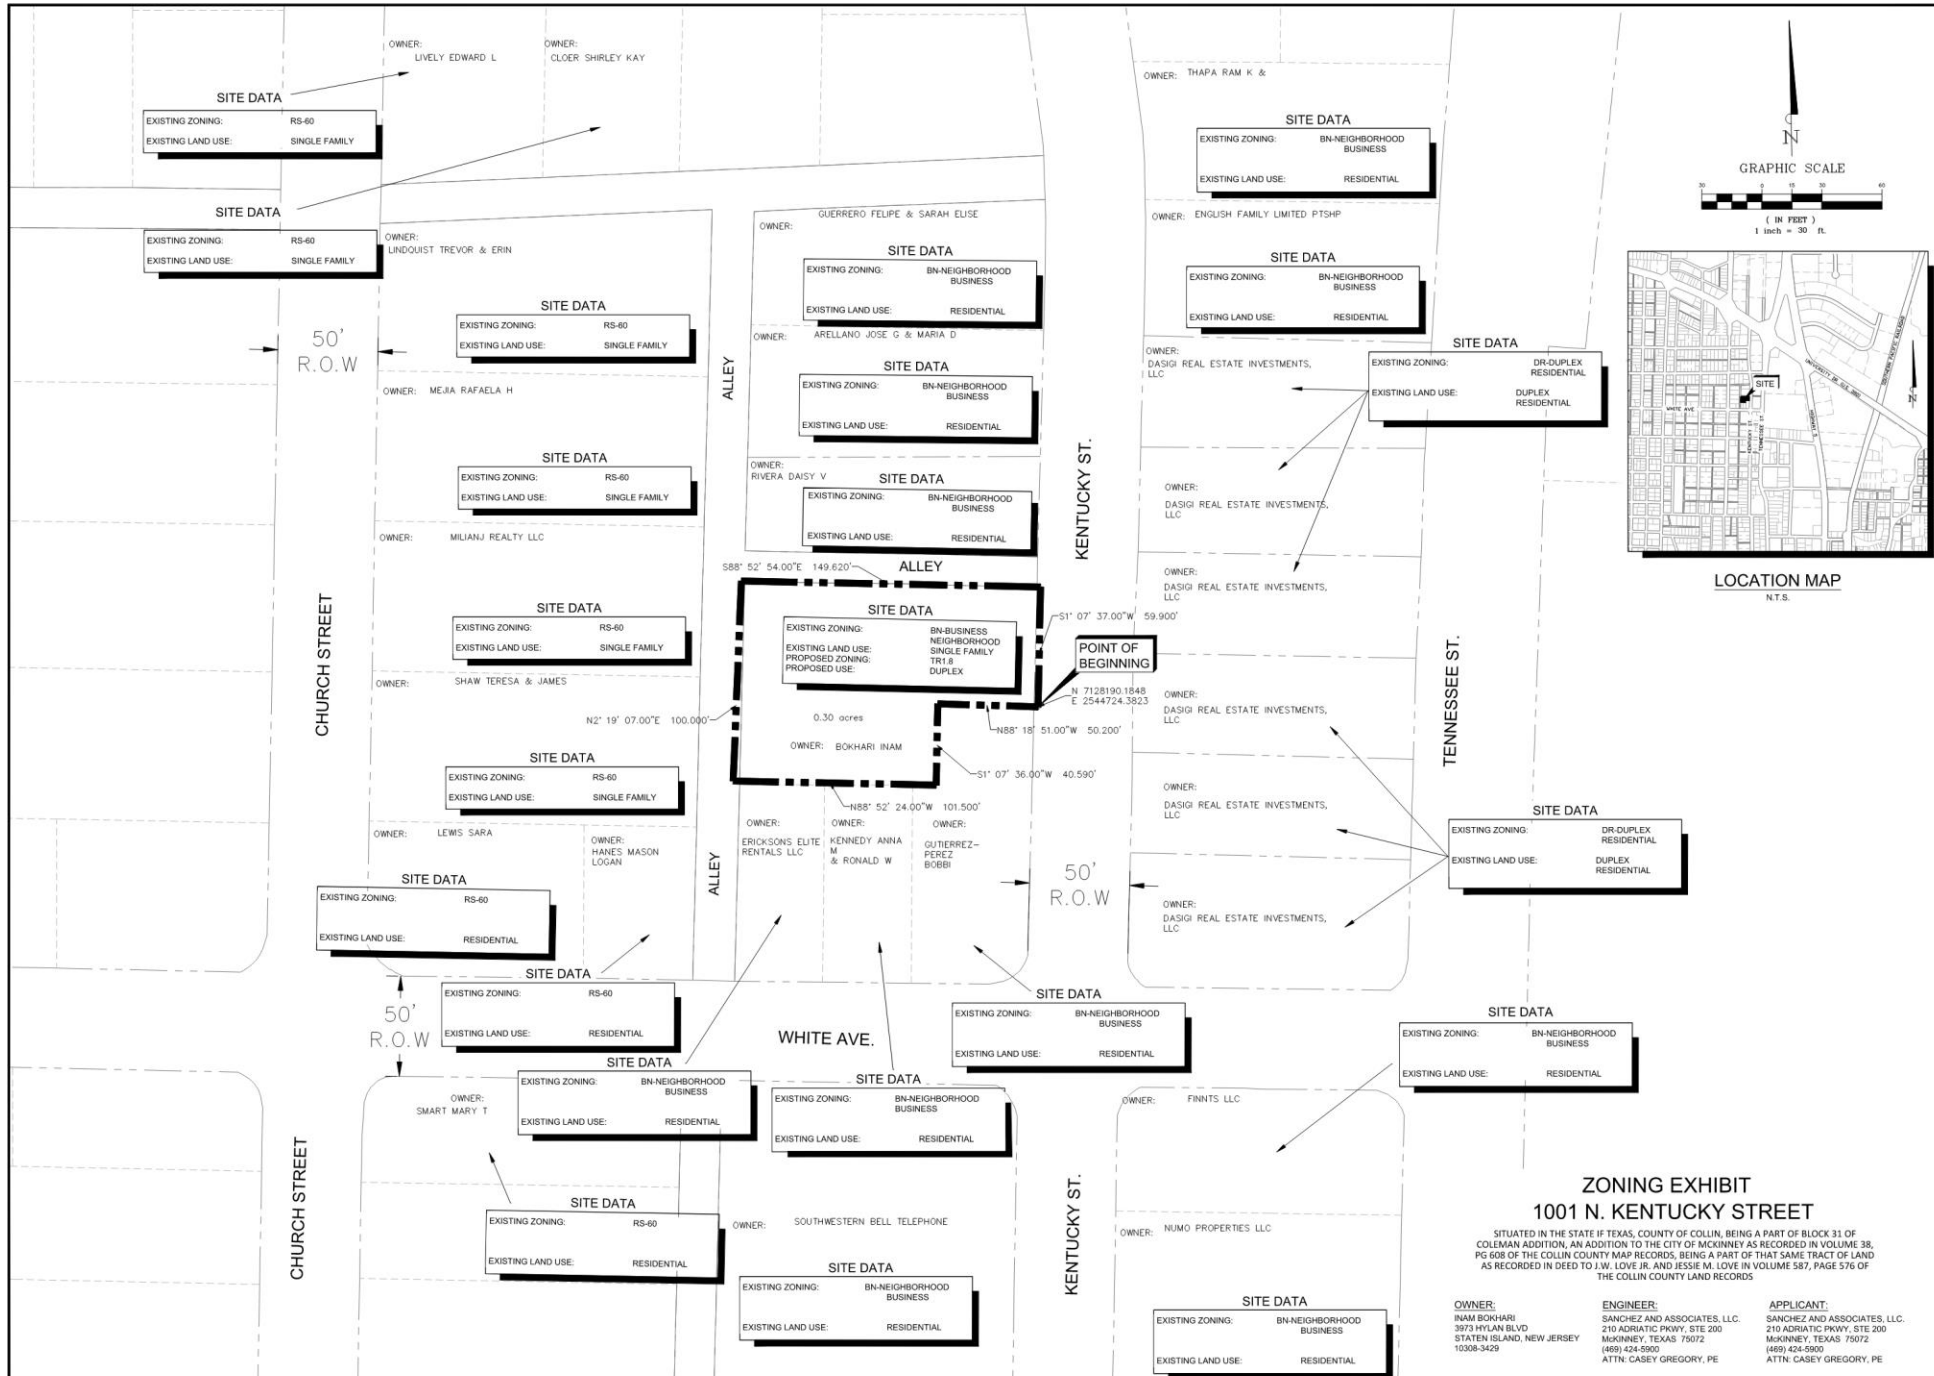 OWNER:
LIVELY EDWARD L
OWNER:
CLOER SHIRLEY KAY
SITE DATA
EXISTING ZONING: RS-60
EXISTING LAND USE: SINGLE FAMILY
SITE DATA
EXISTING ZONING: RS-60
EXISTING LAND USE: SINGLE FAMILY
OWNER:
LINDQUIST TREVOR & ERIN
SITE DATA
EXISTING ZONING: RS-60
EXISTING LAND USE: SINGLE FAMILY
50'
R.O.W
OWNER: MEJIA RAFAELA H
SITE DATA
EXISTING ZONING: RS-60
EXISTING LAND USE: SINGLE FAMILY
OWNER: MILIANJ REALTY LLC
SITE DATA
EXISTING ZONING: RS-60
EXISTING LAND USE: SINGLE FAMILY
CHURCH STREET
OWNER: SHAW TERESA & JAMES
SITE DATA
EXISTING ZONING: RS-60
EXISTING LAND USE: SINGLE FAMILY
OWNER: LEWIS SARA
OWNER:
HANES MASON
LOGAN
SITE DATA
EXISTING ZONING: RS-60
EXISTING LAND USE: RESIDENTIAL
SITE DATA
EXISTING ZONING: RS-60
EXISTING LAND USE: RESIDENTIAL
50'
R.O.W
ALLEY
ALLEY
GUERRERO FELIPE & SARAH ELISE
OWNER:
SITE DATA
EXISTING ZONING: BN-NEIGHBORHOOD
BUSINESS
EXISTING LAND USE: RESIDENTIAL
OWNER: ARELLANO JOSE G & MARIA D
SITE DATA
EXISTING ZONING: BN-NEIGHBORHOOD
BUSINESS
EXISTING LAND USE: RESIDENTIAL
OWNER:
RIVERA DAISY V
SITE DATA
EXISTING ZONING: BN-NEIGHBORHOOD
BUSINESS
EXISTING LAND USE: RESIDENTIAL
ALLEY
S88° 52' 54.00"E 149.620'
SITE DATA
EXISTING ZONING: BN-BUSINESS
NEIGHBORHOOD
EXISTING LAND USE: SINGLE FAMILY
PROPOSED ZONING: TR1.8
PROPOSED USE: DUPLEX
S1° 07' 37.00"W 59.900'
POINT OF
BEGINNING
N 7128190.1848
E 2544724.3823
N2° 19' 07.00"E 100.000'
0.30 acres
OWNER: BOKHARI INAM
N88° 18' 51.00"W 50.200'
S1° 07' 36.00"W 40.590'
N88° 52' 24.00"W 101.500'
OWNER:
ERICKSONS ELITE
RENTALS LLC
OWNER:
KENNEDY ANNA
M
& RONALD W
OWNER:
GUTIERREZ-
PEREZ
BOBBI
50'
R.O.W
KENTUCKY ST.
OWNER: THAPA RAM K &
SITE DATA
EXISTING ZONING: BN-NEIGHBORHOOD
BUSINESS
EXISTING LAND USE: RESIDENTIAL
OWNER: ENGLISH FAMILY LIMITED PTSHP
SITE DATA
EXISTING ZONING: BN-NEIGHBORHOOD
BUSINESS
EXISTING LAND USE: RESIDENTIAL
OWNER:
DASIGI REAL ESTATE INVESTMENTS,
LLC
SITE DATA
EXISTING ZONING: DR-DUPLEX
RESIDENTIAL
EXISTING LAND USE: DUPLEX
RESIDENTIAL
OWNER:
DASIGI REAL ESTATE INVESTMENTS,
LLC
OWNER:
DASIGI REAL ESTATE INVESTMENTS,
LLC
OWNER:
DASIGI REAL ESTATE INVESTMENTS,
LLC
OWNER:
DASIGI REAL ESTATE INVESTMENTS,
LLC
OWNER:
DASIGI REAL ESTATE INVESTMENTS,
LLC
TENNESSEE ST.
SITE DATA
EXISTING ZONING: DR-DUPLEX
RESIDENTIAL
EXISTING LAND USE: DUPLEX
RESIDENTIAL
WHITE AVE.
SITE DATA
EXISTING ZONING: BN-NEIGHBORHOOD
BUSINESS
EXISTING LAND USE: RESIDENTIAL
SITE DATA
EXISTING ZONING: BN-NEIGHBORHOOD
BUSINESS
EXISTING LAND USE: RESIDENTIAL
SITE DATA
EXISTING ZONING: BN-NEIGHBORHOOD
BUSINESS
EXISTING LAND USE: RESIDENTIAL
SITE DATA
EXISTING ZONING: BN-NEIGHBORHOOD
BUSINESS
EXISTING LAND USE: RESIDENTIAL
OWNER:
SMART MARY T
CHURCH STREET
SITE DATA
EXISTING ZONING: RS-60
EXISTING LAND USE: RESIDENTIAL
OWNER: SOUTHWESTERN BELL TELEPHONE
SITE DATA
EXISTING ZONING: BN-NEIGHBORHOOD
BUSINESS
EXISTING LAND USE: RESIDENTIAL
KENTUCKY ST.
OWNER: FINNTS LLC
OWNER: NUMO PROPERTIES LLC
SITE DATA
EXISTING ZONING: BN-NEIGHBORHOOD
BUSINESS
EXISTING LAND USE: RESIDENTIAL
N
GRAPHIC SCALE
30 0 15 30 60
( IN FEET )
1 inch = 30 ft.
SITE
WHITE AVE
KENTUCKY ST.
TENNESSEE ST.
N
LOCATION MAP
N.T.S.
ZONING EXHIBIT
1001 N. KENTUCKY STREET
SITUATED IN THE STATE IF TEXAS, COUNTY OF COLLIN, BEING A PART OF BLOCK 31 OF
COLEMAN ADDITION, AN ADDITION TO THE CITY OF MCKINNEY AS RECORDED IN VOLUME 38,
PG 608 OF THE COLLIN COUNTY MAP RECORDS, BEING A PART OF THAT SAME TRACT OF LAND
AS RECORDED IN DEED TO J.W. LOVE JR. AND JESSIE M. LOVE IN VOLUME 587, PAGE 576 OF
THE COLLIN COUNTY LAND RECORDS
OWNER:
INAM BOKHARI
3973 HYLAN BLVD
STATEN ISLAND, NEW JERSEY
10308-3429
ENGINEER:
SANCHEZ AND ASSOCIATES, LLC.
210 ADRIATIC PKWY, STE 200
McKINNEY, TEXAS 75072
(469) 424-5900
ATTN: CASEY GREGORY, PE
APPLICANT:
SANCHEZ AND ASSOCIATES, LLC.
210 ADRIATIC PKWY, STE 200
McKINNEY, TEXAS 75072
(469) 424-5900
ATTN: CASEY GREGORY, PE